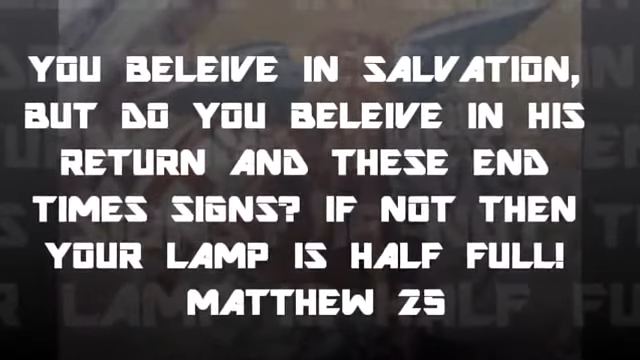 YOU BELEIVE IN SALVATION,
BUT DO YOU BELEIVE IN HIS
RETURN AND THESE END
TIMES SIGNS? IF NOT THEN
YOUR LAMP IS HALF FULL!
MATTHEW 25